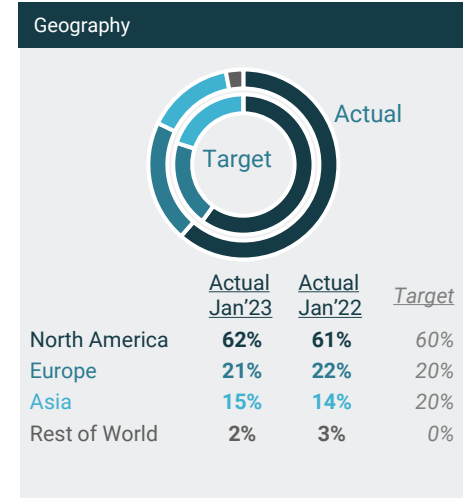 Geography
Actual
Target
Actual Actual
Jan'23 Jan'22 Target
North America 62% 61% 60%
Europe 21% 22% 20%
Asia 15% 14% 20%
Rest of World 2% 3% 0%